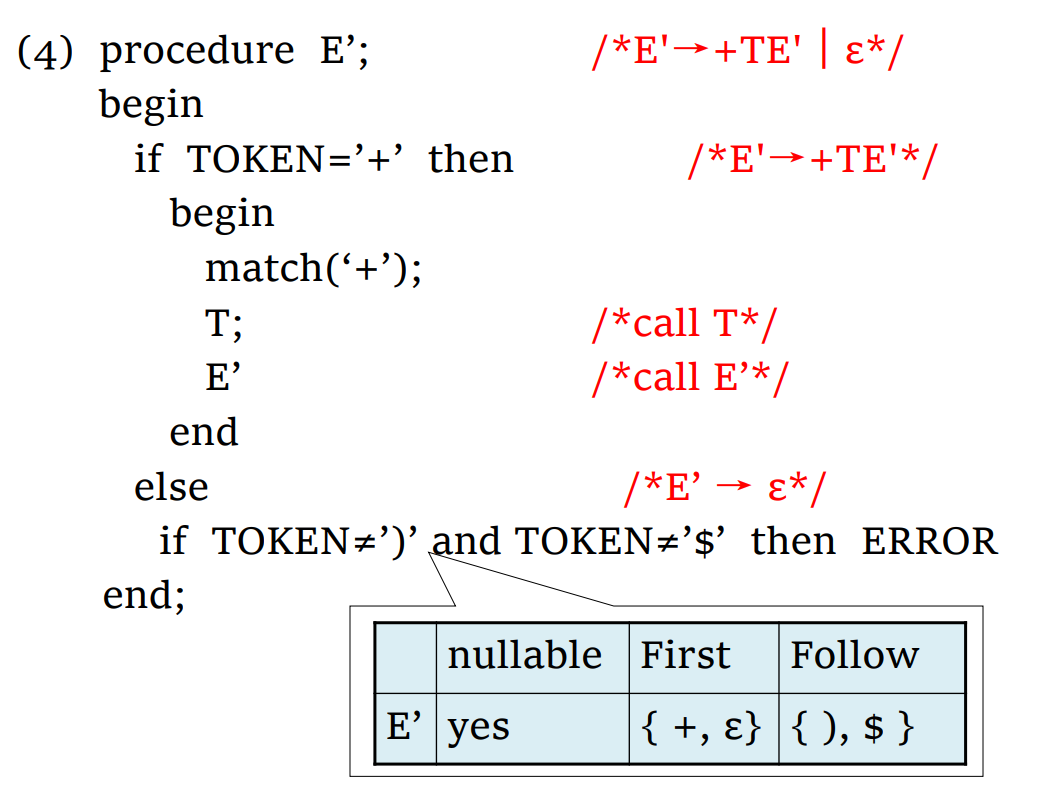 (4) procedure E’; /*E'→+TE' | ε*/
begin
if TOKEN=’+’ then /*E'→+TE'*/
begin
match(‘+’);
T; /*call T*/
E’ /*call E’*/
end
else /*E’ → ε*/
if TOKEN≠’)’ and TOKEN≠’$’ then ERROR
end;
nullable First Follow
E’ yes { +, ε} { ), $ }